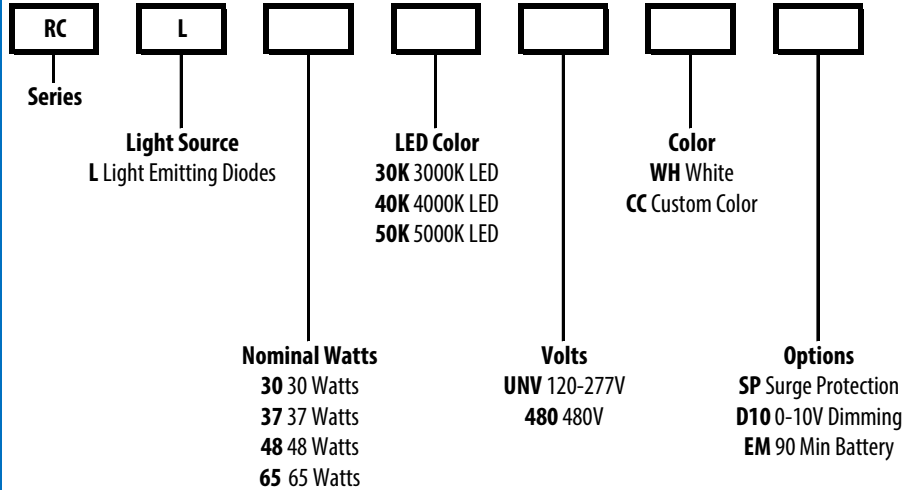 RC
L
Series
Light Source
L Light Emitting Diodes
LED Color
30K 3000K LED
40K 4000K LED
50K 5000K LED
Color
WH White
CC Custom Color
Nominal Watts
30 30 Watts
37 37 Watts
48 48 Watts
65 65 Watts
Volts
UNV 120-277V
480 480V
Options
SP Surge Protection
D10 0-10V Dimming
EM 90 Min Battery